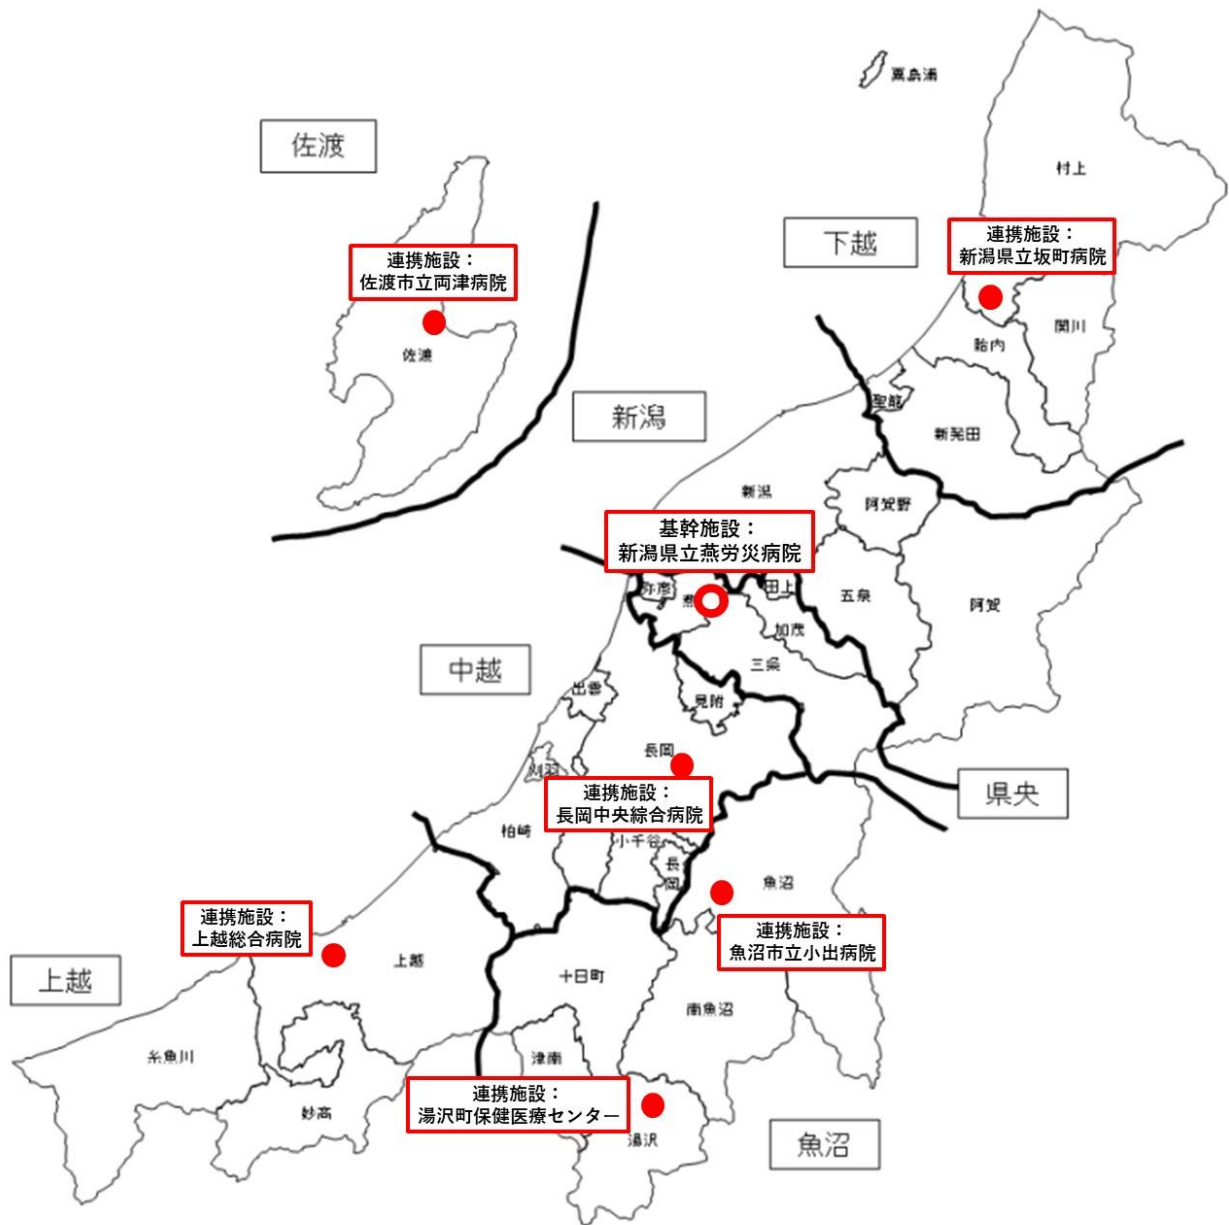 粟島浦
佐渡
村上
下越
連携施設：
新潟県立坂町病院
連携施設：
佐渡市立両津病院
関川
胎内
佐渡
聖籠
新潟
新発田
新潟
阿賀野
基幹施設：
新潟県立燕労災病院
弥彦
燕
田上
五泉
阿賀
加茂
三条
中越
出雲
見附
長岡
刈羽
県央
連携施設：
長岡中央綜合病院
柏崎
小千谷
長岡
魚沼
連携施設：
上越総合病院
連携施設：
魚沼市立小出病院
上越
上越
十日町
南魚沼
糸魚川
津南
連携施設：
湯沢町保健医療センター
妙高
湯沢
魚沼